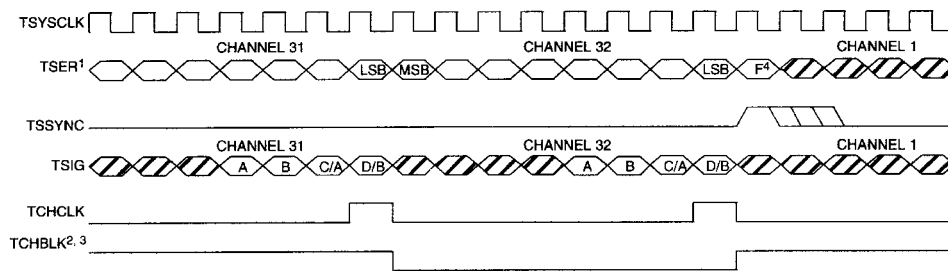 TSYSCLK
CHANNEL 31 CHANNEL 32 CHANNEL 1
TSER¹ LSB MSB LSB F⁴
TSSYNC
CHANNEL 31 CHANNEL 32 CHANNEL 1
TSIG A B C/A D/B A B C/A D/B
TCHCLK
TCHBLK²,³